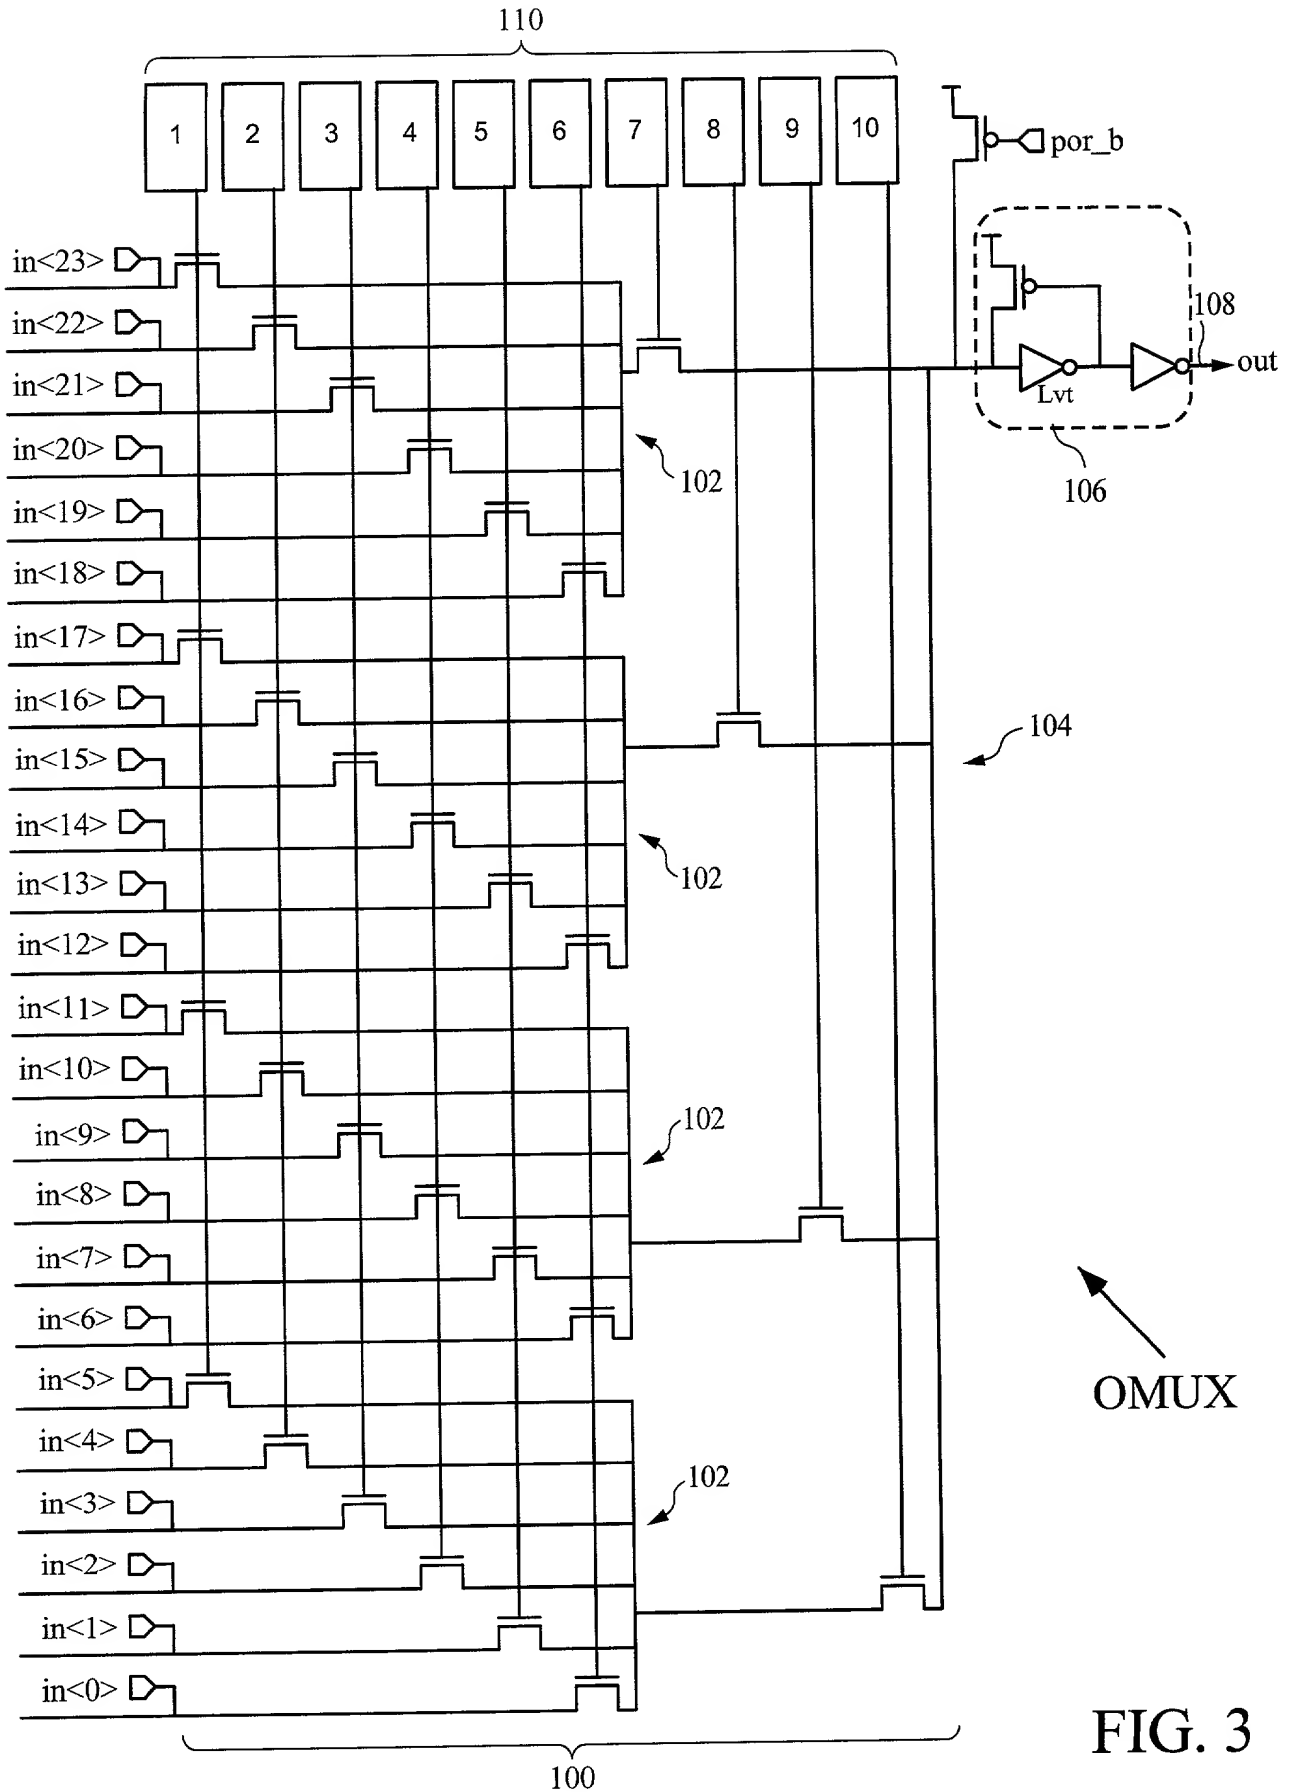 110
1 2 3 4 5 6 7 8 9 10
por_b
in<23>
in<22>
108
out
in<21>
Lvt
in<20>
102
106
in<19>
in<18>
in<17>
in<16>
104
in<15>
in<14>
102
in<13>
in<12>
in<11>
in<10>
102
in<9>
in<8>
in<7>
in<6>
in<5>
OMUX
in<4>
102
in<3>
in<2>
in<1>
in<0>
FIG. 3
100